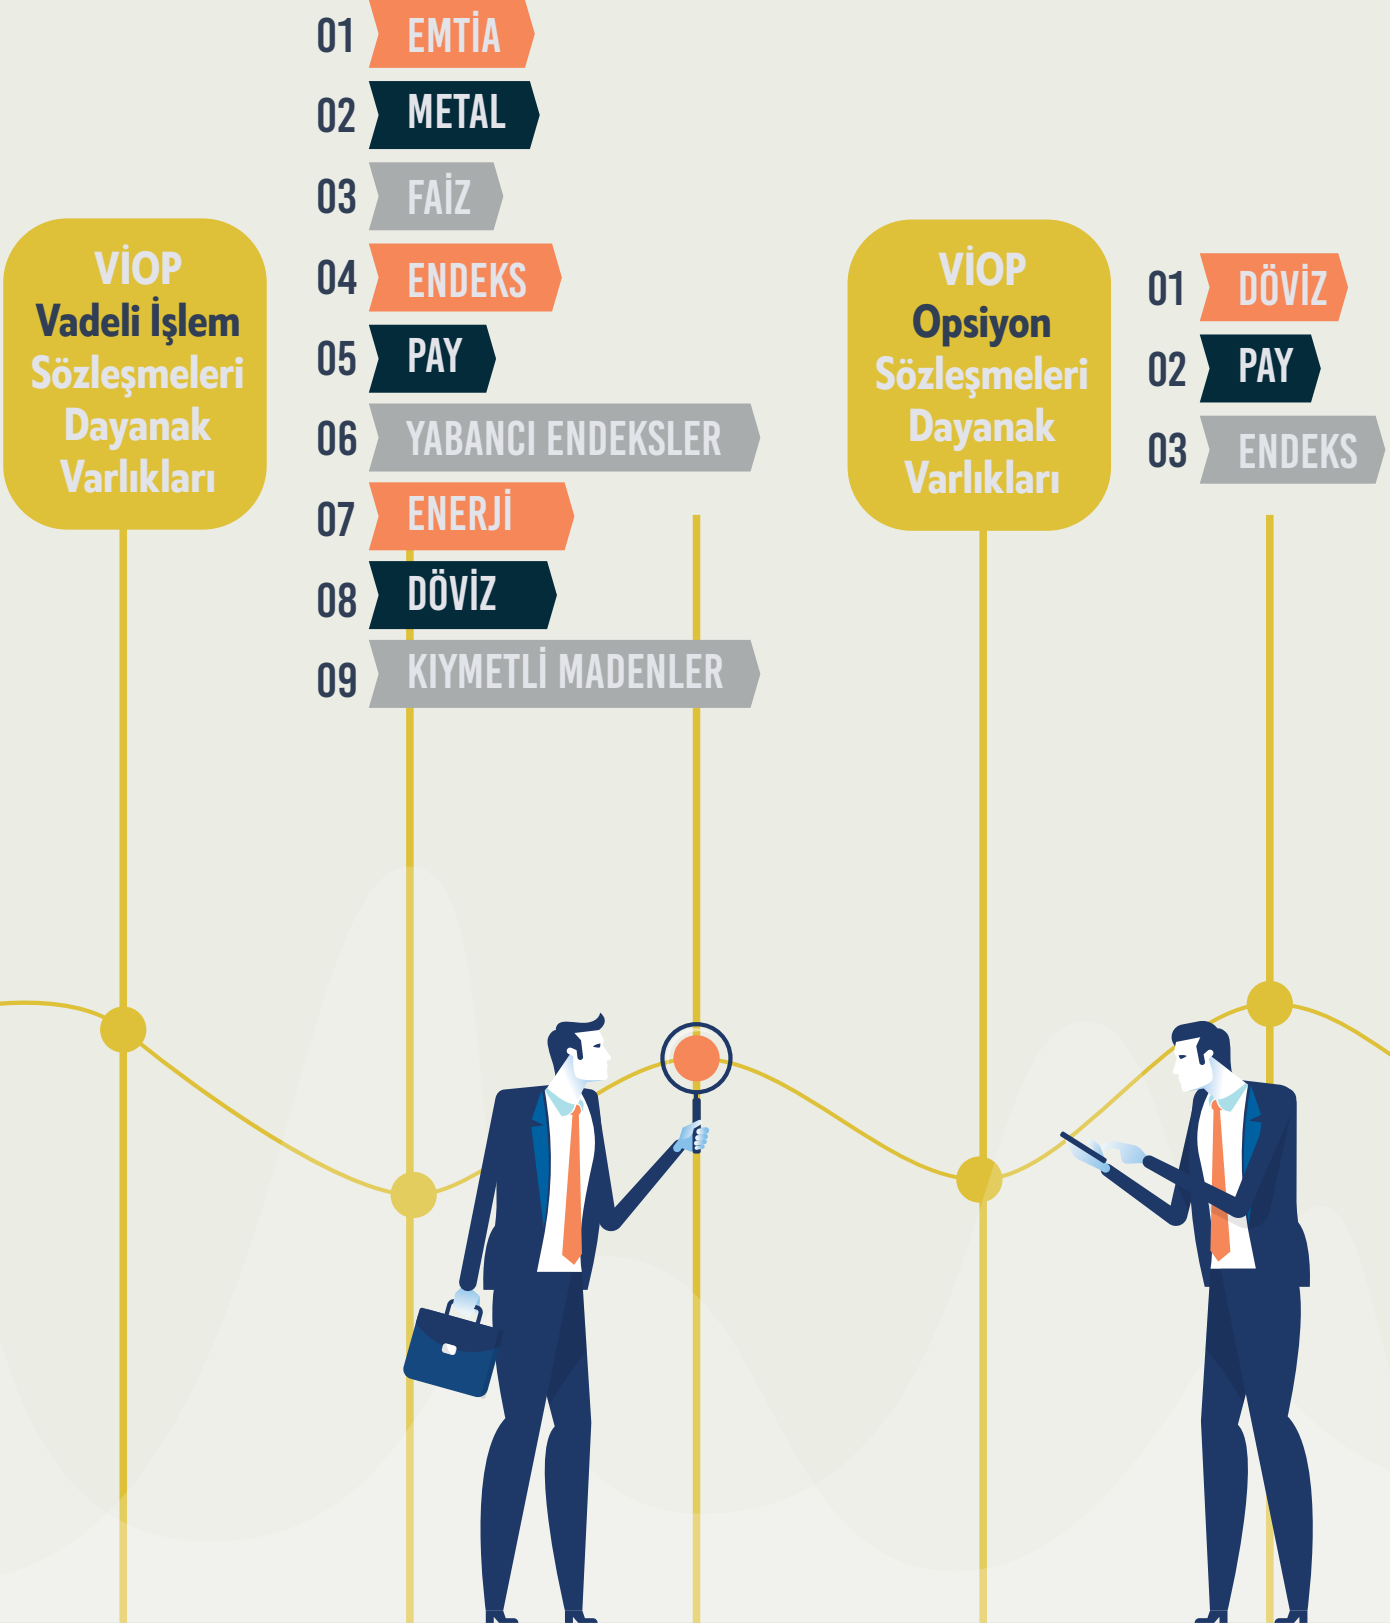 VİOP
Vadeli İşlem
Sözleşmeleri
Dayanak
Varlıkları
01 EMTİA
02 METAL
03 FAİZ
04 ENDEKS
05 PAY
06 YABANCI ENDEKSLER
07 ENERJİ
08 DÖVİZ
09 KIYMETLİ MADENLER
VİOP
Opsiyon
Sözleşmeleri
Dayanak
Varlıkları
01 DÖVİZ
02 PAY
03 ENDEKS